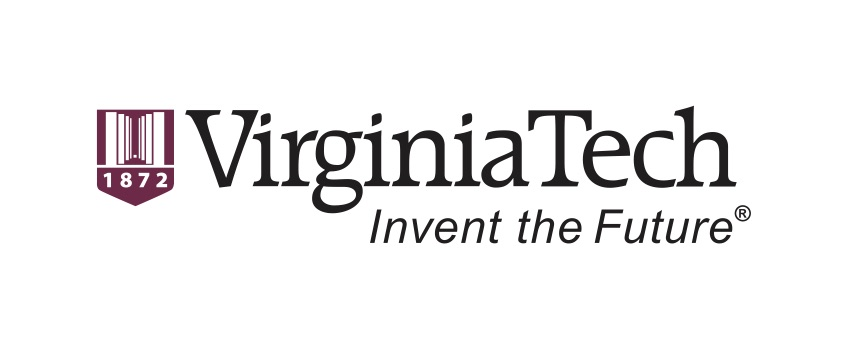 VirginiaTech
1872
Invent the Future®